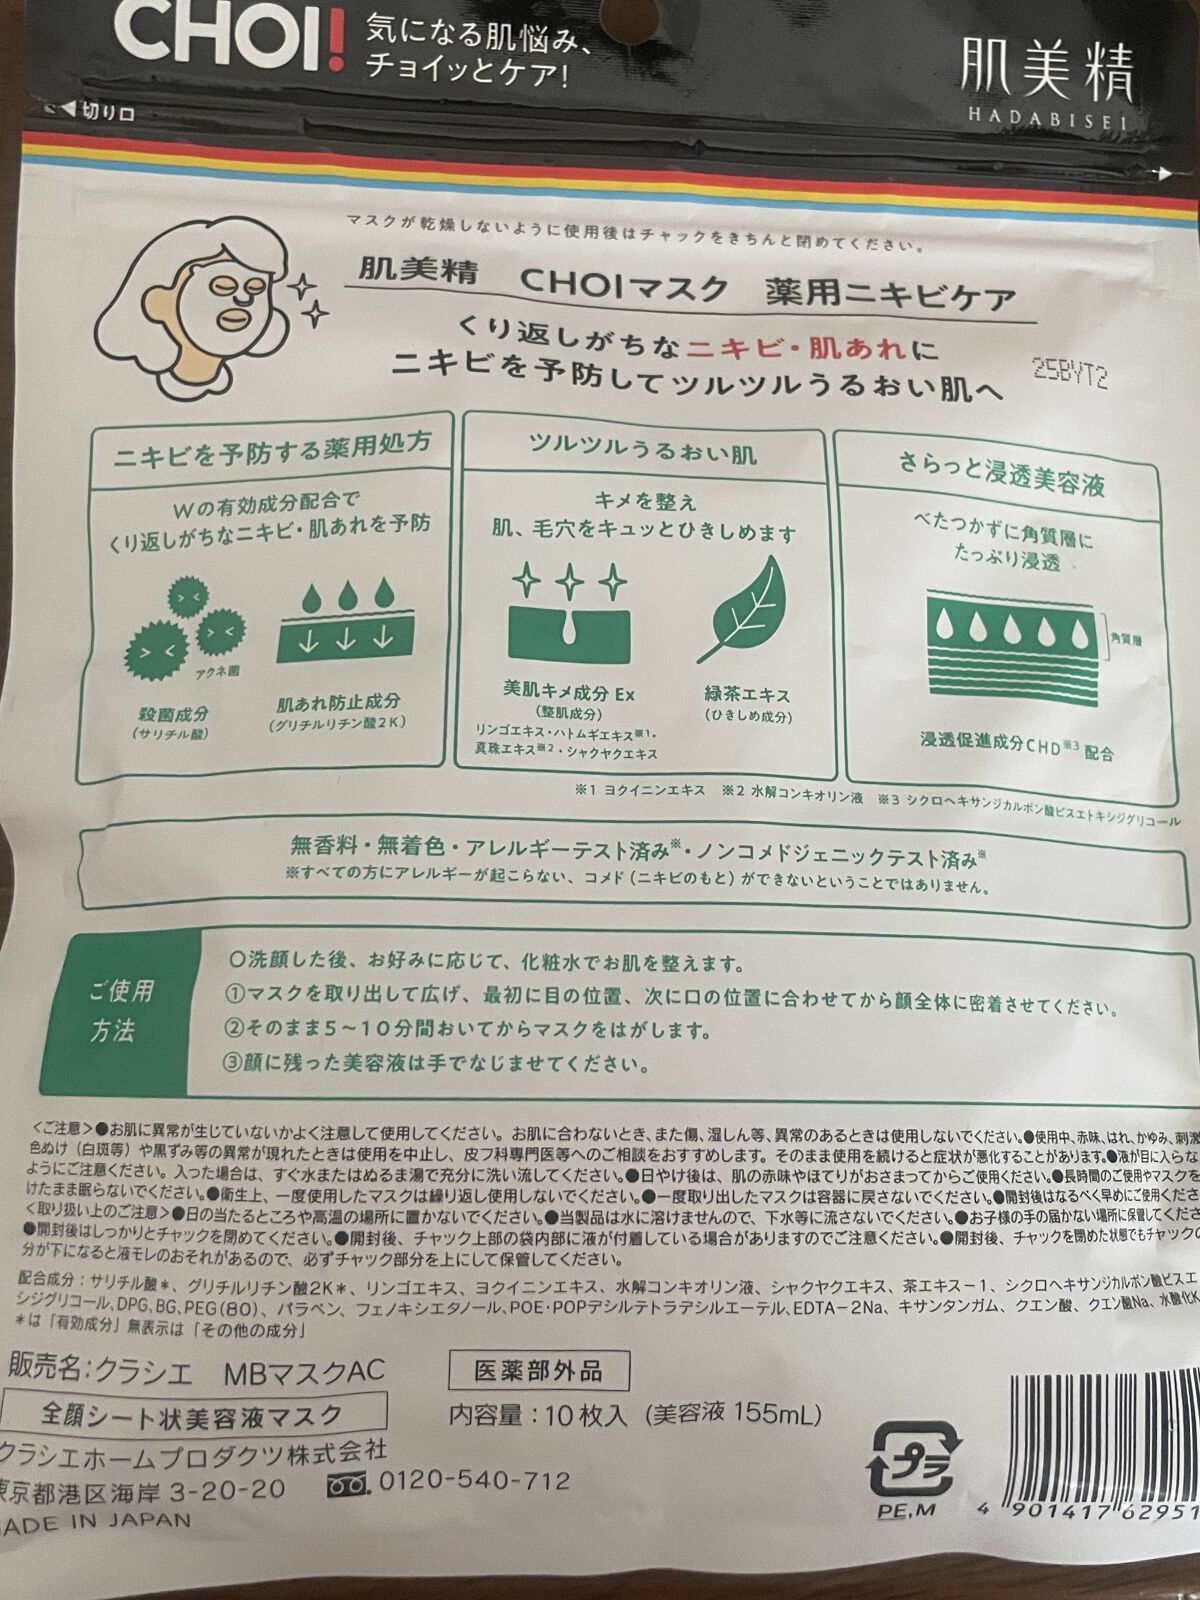 CHOI! 気になる肌悩み、
チョイッとケア!
肌美精
HADABISEI
切り口
マスクが乾燥しないように使用後はチャックをきちんと閉めてください。
肌美精 CHOIマスク 薬用ニキビケア
くり返しがちなニキビ・肌あれに
ニキビを予防してツルツルうるおい肌へ
25BYT2
ニキビを予防する薬用処方
Wの有効成分配合で
くり返しがちなニキビ・肌あれを予防
アクネ菌
殺菌成分
(サリチル酸)
肌あれ防止成分
(グリチルリチン酸2K)
ツルツルうるおい肌
キメを整え
肌、毛穴をキュッとひきしめます
美肌キメ成分 Ex
(整肌成分)
リンゴエキス・ハトムギエキス※1・
真珠エキス※2・シャクヤクエキス
緑茶エキス
(ひきしめ成分)
さらっと浸透美容液
べたつかずに角質層に
たっぷり浸透
角質層
浸透促進成分CHD※3配合
※1 ヨクイニンエキス ※2 水解コンキオリン液 ※3 シクロヘキサンジカルボン酸ビスエトキシジグリコール
無香料・無着色・アレルギーテスト済み※・ノンコメドジェニックテスト済み※
※すべての方にアレルギーが起こらない、コメド(ニキビのもと)ができないということではありません。
ご使用
方法
〇洗顔した後、お好みに応じて、化粧水でお肌を整えます。
①マスクを取り出して広げ、最初に目の位置、次に口の位置に合わせてから顔全体に密着させてください。
②そのまま5～10分間おいてからマスクをはがします。
③顔に残った美容液は手でなじませてください。
<ご注意>●お肌に異常が生じていないかよく注意して使用してください。お肌に合わないとき、また傷、湿しん等、異常のあるときは使用しないでください。●使用中、赤味、はれ、かゆみ、刺激
色ぬけ(白斑等)や黒ずみ等の異常が現れたときは使用を中止し、皮フ科専門医等へのご相談をおすすめします。そのまま使用を続けると症状が悪化することがあります。●液が目に入らな
ようにご注意ください。入った場合は、すぐ水またはぬるま湯で充分に洗い流してください。●日やけ後は、肌の赤味やほてりがおさまってからご使用ください。●長時間のご使用やマスクを
けたまま眠らないでください。●衛生上、一度使用したマスクは繰り返し使用しないでください。●一度取り出したマスクは容器に戻さないでください。●開封後はなるべく早めにご使用くださ
<取り扱い上のご注意>●日の当たるところや高温の場所に置かないでください。●当製品は水に溶けませんので、下水等に流さないでください。●お子様の手の届かない場所に保管してくださ
●開封後はしっかりとチャックを閉めてください。●開封後、チャック上部の袋内部に液が付着している場合がありますのでご注意ください。●開封後、チャックを閉めた状態でもチャックの
分が下になると液モレのおそれがあるので、必ずチャック部分を上にして保管してください。
配合成分:サリチル酸*、グリチルリチン酸2K*、リンゴエキス、ヨクイニンエキス、水解コンキオリン液、シャクヤクエキス、茶エキス-1、シクロヘキサンジカルボン酸ビスエ
シジグリコール、DPG、BG、PEG(80)、パラベン、フェノキシエタノール、POE・POPデシルテトラデシルエーテル、EDTA-2Na、キサンタンガム、クエン酸、クエン酸Na、水酸化K
*は「有効成分」無表示は「その他の成分」
販売名:クラシエ MBマスクAC
医薬部外品
全顔シート状美容液マスク
内容量:10枚入(美容液 155mL)
クラシエホームプロダクツ株式会社
東京都港区海岸 3-20-20 0120-540-712
MADE IN JAPAN
プラ
PE,M
4 901417 62951